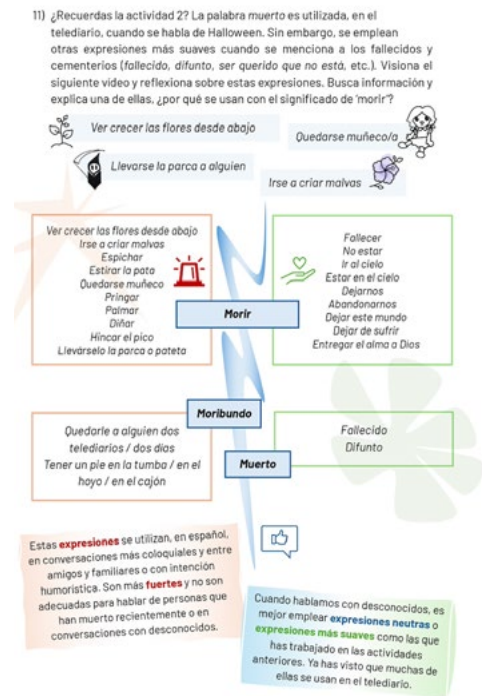 11) ¿Recuerdas la actividad 2? La palabra muerto es utilizada, en el
telediario, cuando se habla de Halloween. Sin embargo, se emplean
otras expresiones más suaves cuando se menciona a los fallecidos y
cementerios (fallecido, difunto, ser querido que no está, etc.). Visiona el
siguiente vídeo y reflexiona sobre estas expresiones. Busca información y
explica una de ellas, ¿por qué se usan con el significado de 'morir'?
Ver crecer las flores desde abajo
Quedarse muñeco/a
Llevarse la parca a alguien
Irse a criar malvas
Ver crecer las flores desde abajo
Irse a criar malvas
Espichar
Estirar la pata
Quedarse muñeco
Pringar
Palmar
Diñar
Hincar el pico
Llevárselo la parca o pateta
Morir
Fallecer
No estar
Ir al cielo
Estar en el cielo
Dejarnos
Abandonarnos
Dejar este mundo
Dejar de sufrir
Entregar el alma a Dios
Moribundo
Quedarle a alguien dos
telediarios / dos días
Tener un pie en la tumba / en el
hoyo / en el cajón
Muerto
Fallecido
Difunto
Estas expresiones se utilizan, en español,
en conversaciones más coloquiales y entre
amigos y familiares o con intención
humorística. Son más fuertes y no son
adecuadas para hablar de personas que
han muerto recientemente o en
conversaciones con desconocidos.
Cuando hablamos con desconocidos, es
mejor emplear expresiones neutras o
expresiones más suaves como las que
has trabajado en las actividades
anteriores. Ya has visto que muchas de
ellas se usan en el telediario.